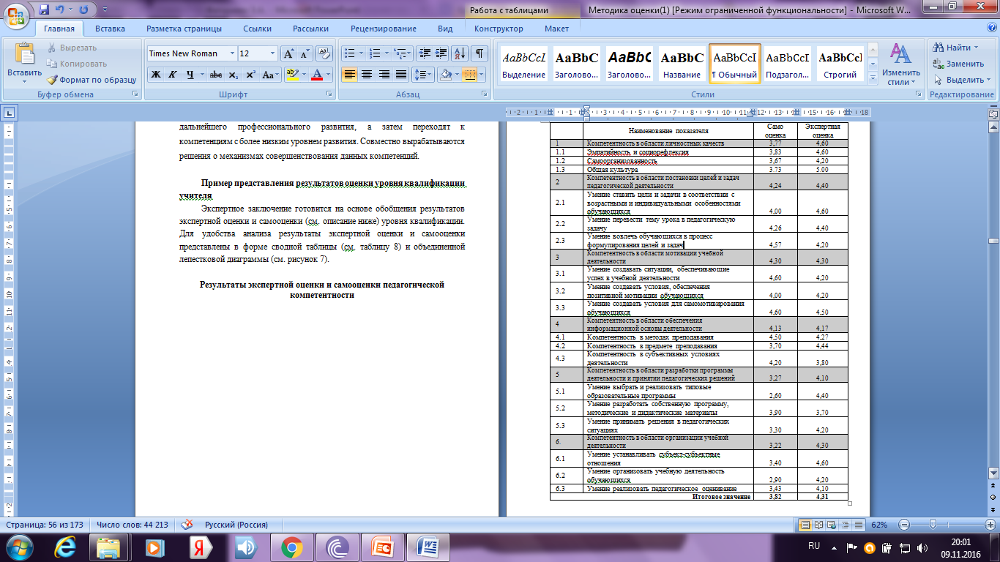 Работа с таблицами
Методика оценки(1) [Режим ограниченной функциональности] - Microsoft W...
Главная Вставка Разметка страницы Ссылки Рассылки Рецензирование Вид Конструктор Макет
Вставить
Вырезать
Копировать
Формат по образцу
Буфер обмена
Times New Roman 12
Ж К Ч abc x₂ x² Aa
Шрифт
Абзац
AaBbCcI AaBbC AaBbC AaBbC AaBbCcI AaBbCcI AaBbCcI
Выделение Заголово... Заголово... Название ¶ Обычный Подзагол... Строгий
Стили
Изменить стили
Найти
Заменить
Выделить
Редактирование
дальнейшего профессионального развития, а затем переходят к
компетенциям с более низким уровнем развития. Совместно вырабатываются
решения о механизмах совершенствования данных компетенций.
Пример представления результатов оценки уровня квалификации
учителя
Экспертное заключение готовится на основе обобщения результатов
экспертной оценки и самооценки (см. описание ниже) уровня квалификации.
Для удобства анализа результаты экспертной оценки и самооценки
представлены в форме сводной таблицы (см. таблицу 8) и объединенной
лепестковой диаграммы (см. рисунок 7).
Результаты экспертной оценки и самооценки педагогической
компетентности
Наименование показателя Само оценка Экспертная оценка
1 Компетентность в области личностных качеств 3,77 4,60
1.1 Эмпатийность и социорефлексия 3,83 4,60
1.2 Самоорганизованность 3,67 4,20
1.3 Общая культура 3.73 5.00
2 Компетентность в области постановки целей и задач
педагогической деятельности 4,24 4,40
2.1 Умение ставить цели и задачи в соответствии с
возрастными и индивидуальными особенностями
обучающихся 4,00 4,60
2.2 Умение перевести тему урока в педагогическую
задачу 4,26 4,40
2.3 Умение вовлечь обучающихся в процесс
формулирования целей и задач 4,57 4,20
3 Компетентность в области мотивации учебной
деятельности 4,30 4,30
3.1 Умение создавать ситуации, обеспечивающие
успех в учебной деятельности 4,60 4,20
3.2 Умение создавать условия, обеспечения
позитивной мотивации обучающихся 4,00 4,20
3.3 Умение создавать условия для самомотивирования
обучающихся 4,60 4,50
4 Компетентность в области обеспечения
информационной основы деятельности 4,13 4,17
4.1 Компетентность в методах преподавания 4,50 4,27
4.2 Компетентность в предмете преподавания 3,70 4,44
4.3 Компетентность в субъективных условиях
деятельности 4,20 3,80
5 Компетентность в области разработки программы
деятельности и принятии педагогических решений 3,27 4,10
5.1 Умение выбрать и реализовать типовые
образовательные программы 2,60 4,40
5.2 Умение разработать собственную программу,
методические и дидактические материалы 3,90 3,70
5.3 Умение принимать решения в педагогических
ситуациях 3,30 4,20
6. Компетентность в области организации учебной
деятельности 3,22 4,30
6.1 Умение устанавливать субъект-субъектные
отношения 3,40 4,60
6.2 Умение организовать учебную деятельность
обучающихся 2,90 4,20
6.3 Умение реализовать педагогическое оценивание 3,43 4,10
Итоговое значение 3,82 4,31
Страница: 56 из 173 Число слов: 44 213 Русский (Россия) 62%
RU
20:01
09.11.2016